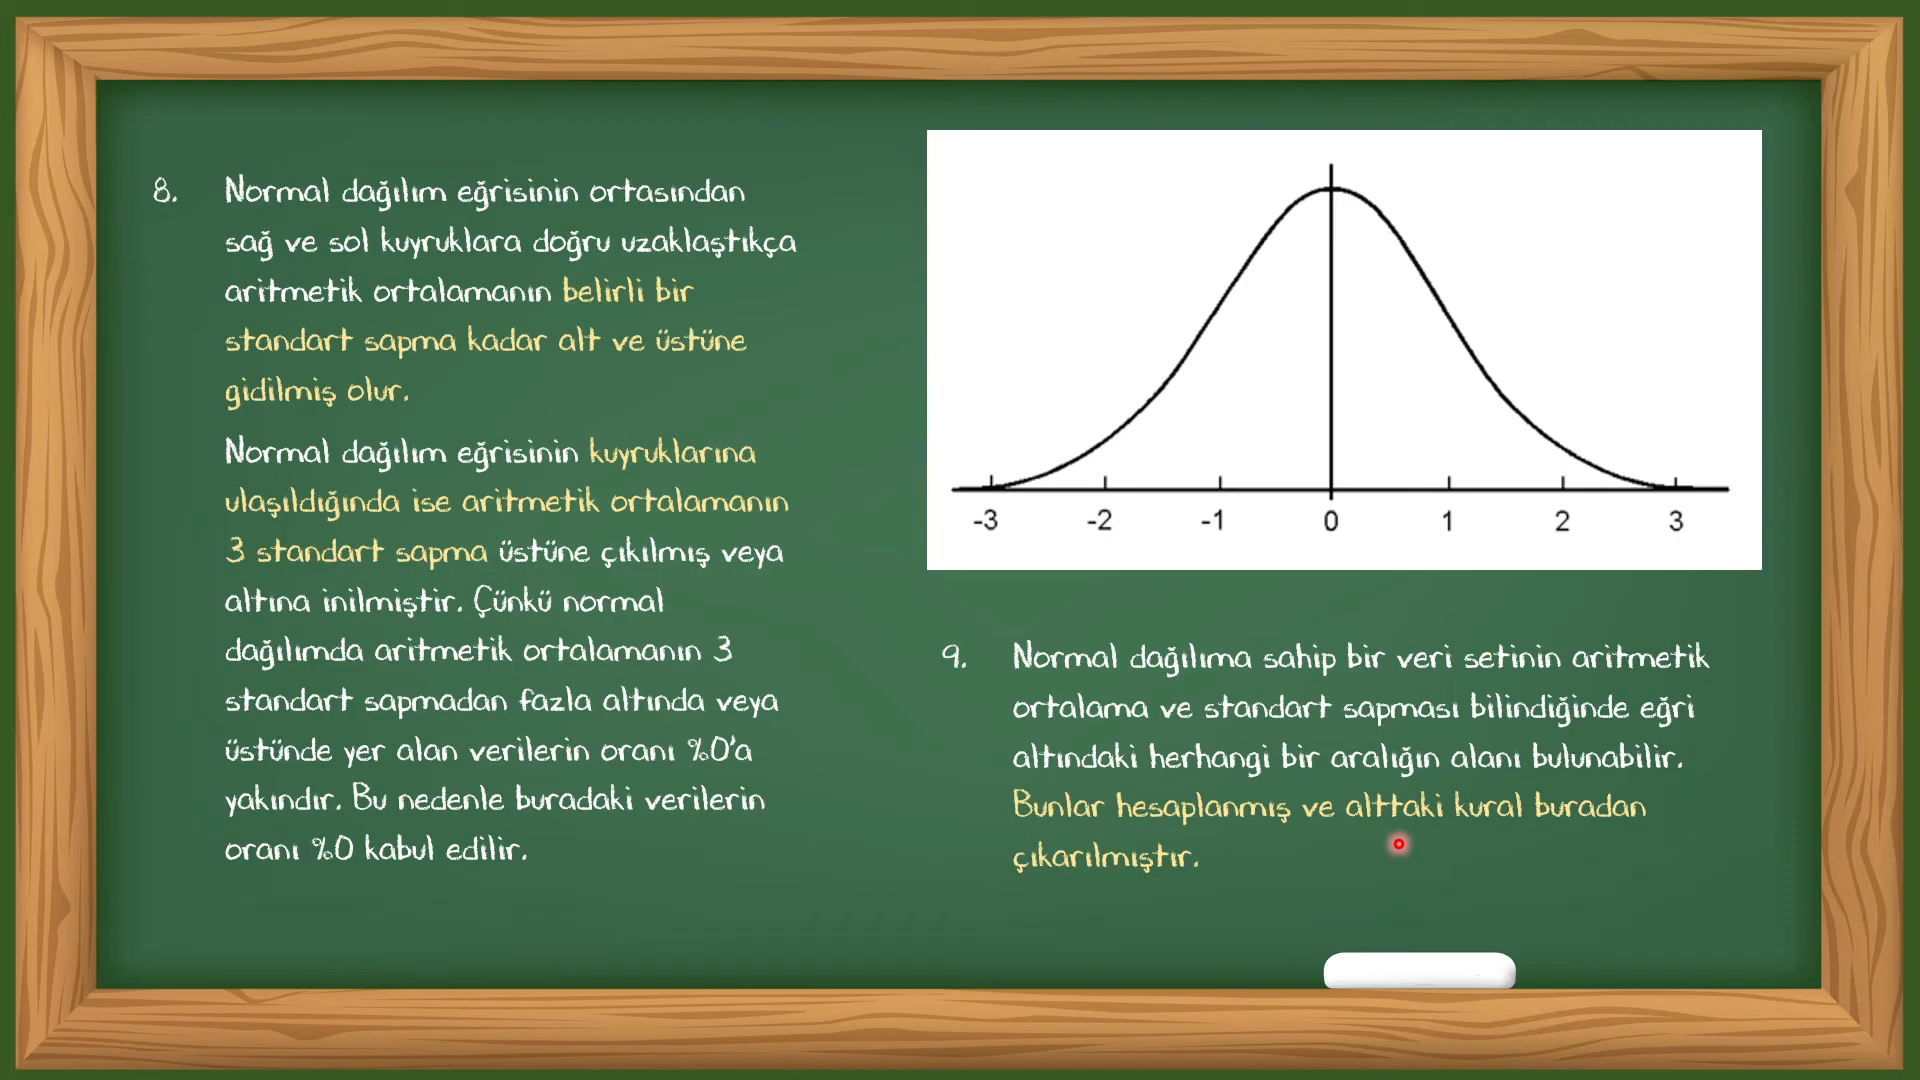 8. Normal dağılım eğrisinin ortasından
sağ ve sol kuyruklara doğru uzaklaştıkça
aritmetik ortalamanın belirli bir
standart sapma kadar alt ve üstüne
gidilmiş olur.
Normal dağılım eğrisinin kuyruklarına
ulaşıldığında ise aritmetik ortalamanın
3 standart sapma üstüne çıkılmış veya
altına inilmiştir. Çünkü normal
dağılımda aritmetik ortalamanın 3
standart sapmadan fazla altında veya
üstünde yer alan verilerin oranı %0'a
yakındır. Bu nedenle buradaki verilerin
oranı %0 kabul edilir.
-3 -2 -1 0 1 2 3
9. Normal dağılıma sahip bir veri setinin aritmetik
ortalama ve standart sapması bilindiğinde eğri
altındaki herhangi bir aralığın alanı bulunabilir.
Bunlar hesaplanmış ve alttaki kural buradan
çıkarılmıştır.